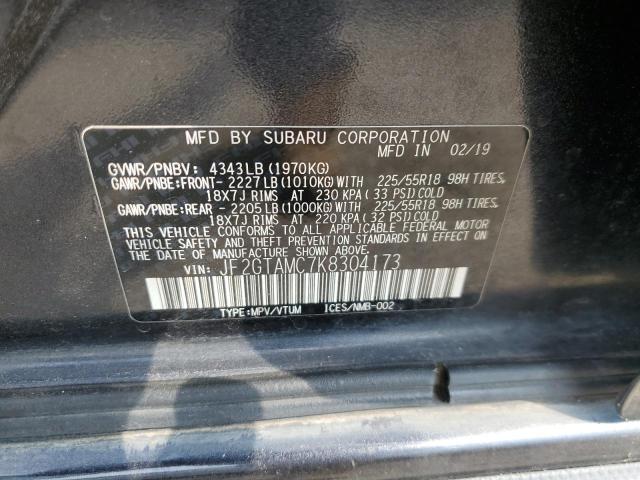 MFD BY SUBARU CORPORATION
MFD IN 02/19
GVWR/PNBV: 4343LB(1970KG)
GAWR/PNBE:FRONT- 2227LB(1010KG)WITH 225/55R18 98H TIRES,
18X7J RIMS AT 230 KPA(33 PSI)COLD
GAWR/PNBE:REAR - 2205LB(1000KG)WITH 225/55R18 98H TIRES,
18X7J RIMS AT 220 KPA(32 PSI)COLD
THIS VEHICLE CONFORMS TO ALL APPLICABLE FEDERAL MOTOR
VEHICLE SAFETY, BUMPER, AND THEFT PREVENTION STANDARDS
IN EFFECT ON THE DATE OF MANUFACTURE SHOWN ABOVE.
VIN: JF2GTAMC7K8304173
TYPE:MPV/VTUM ICES/NMB-002